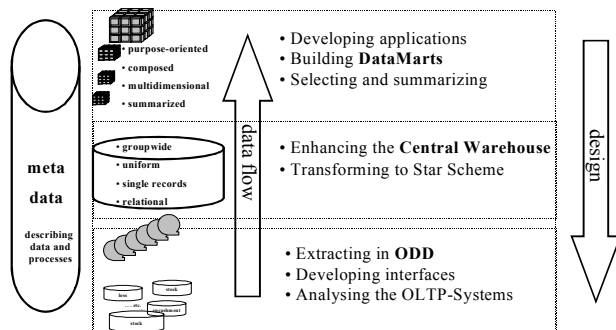 • purpose-oriented
• composed
• multidimensional
• summarized
• Developing applications
• Building DataMarts
• Selecting and summarizing
• groupwide
• uniform
• single records
• relational
• Enhancing the Central Warehouse
• Transforming to Star Scheme
meta
data
describing
data and
processes
data flow
design
• Extracting in ODD
• Developing interfaces
• Analysing the OLTP-Systems
loss
stock
.... etc.
stock